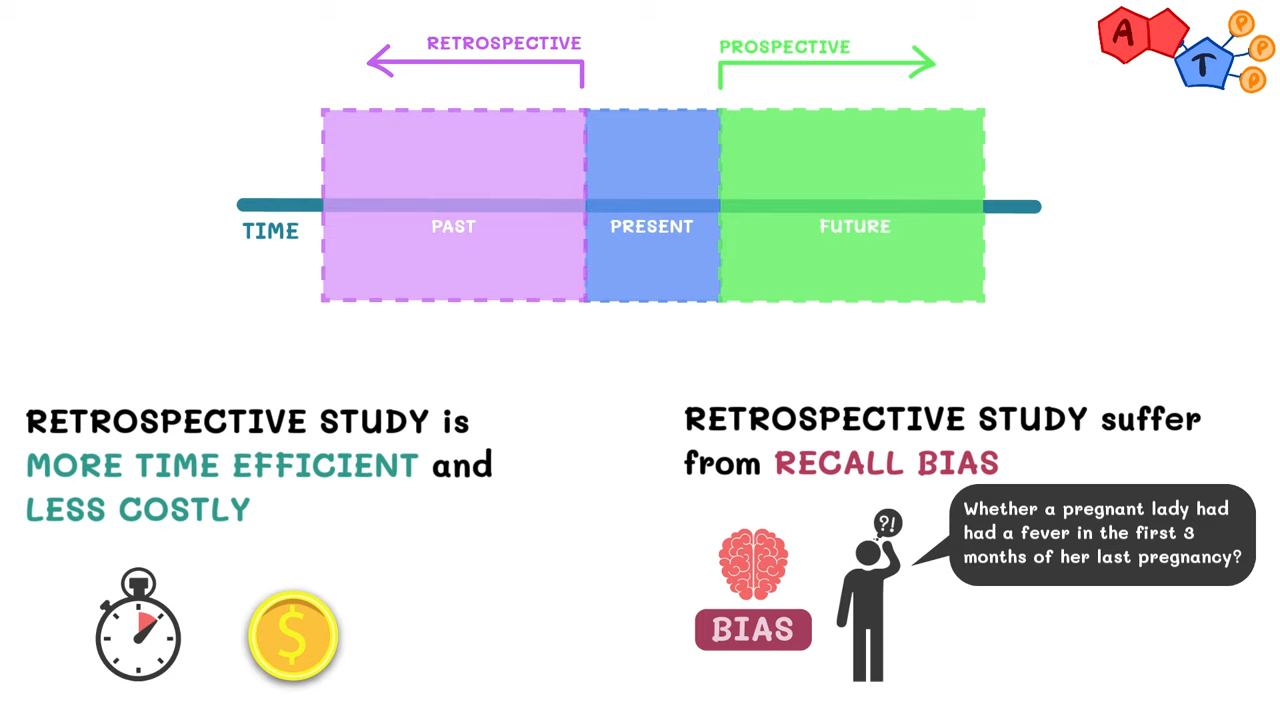 RETROSPECTIVE
PROSPECTIVE
A
T
P
P
P
TIME
PAST
PRESENT
FUTURE
RETROSPECTIVE STUDY is
MORE TIME EFFICIENT and
LESS COSTLY
$
RETROSPECTIVE STUDY suffer
from RECALL BIAS
?!
Whether a pregnant lady had
had a fever in the first 3
months of her last pregnancy?
BIAS